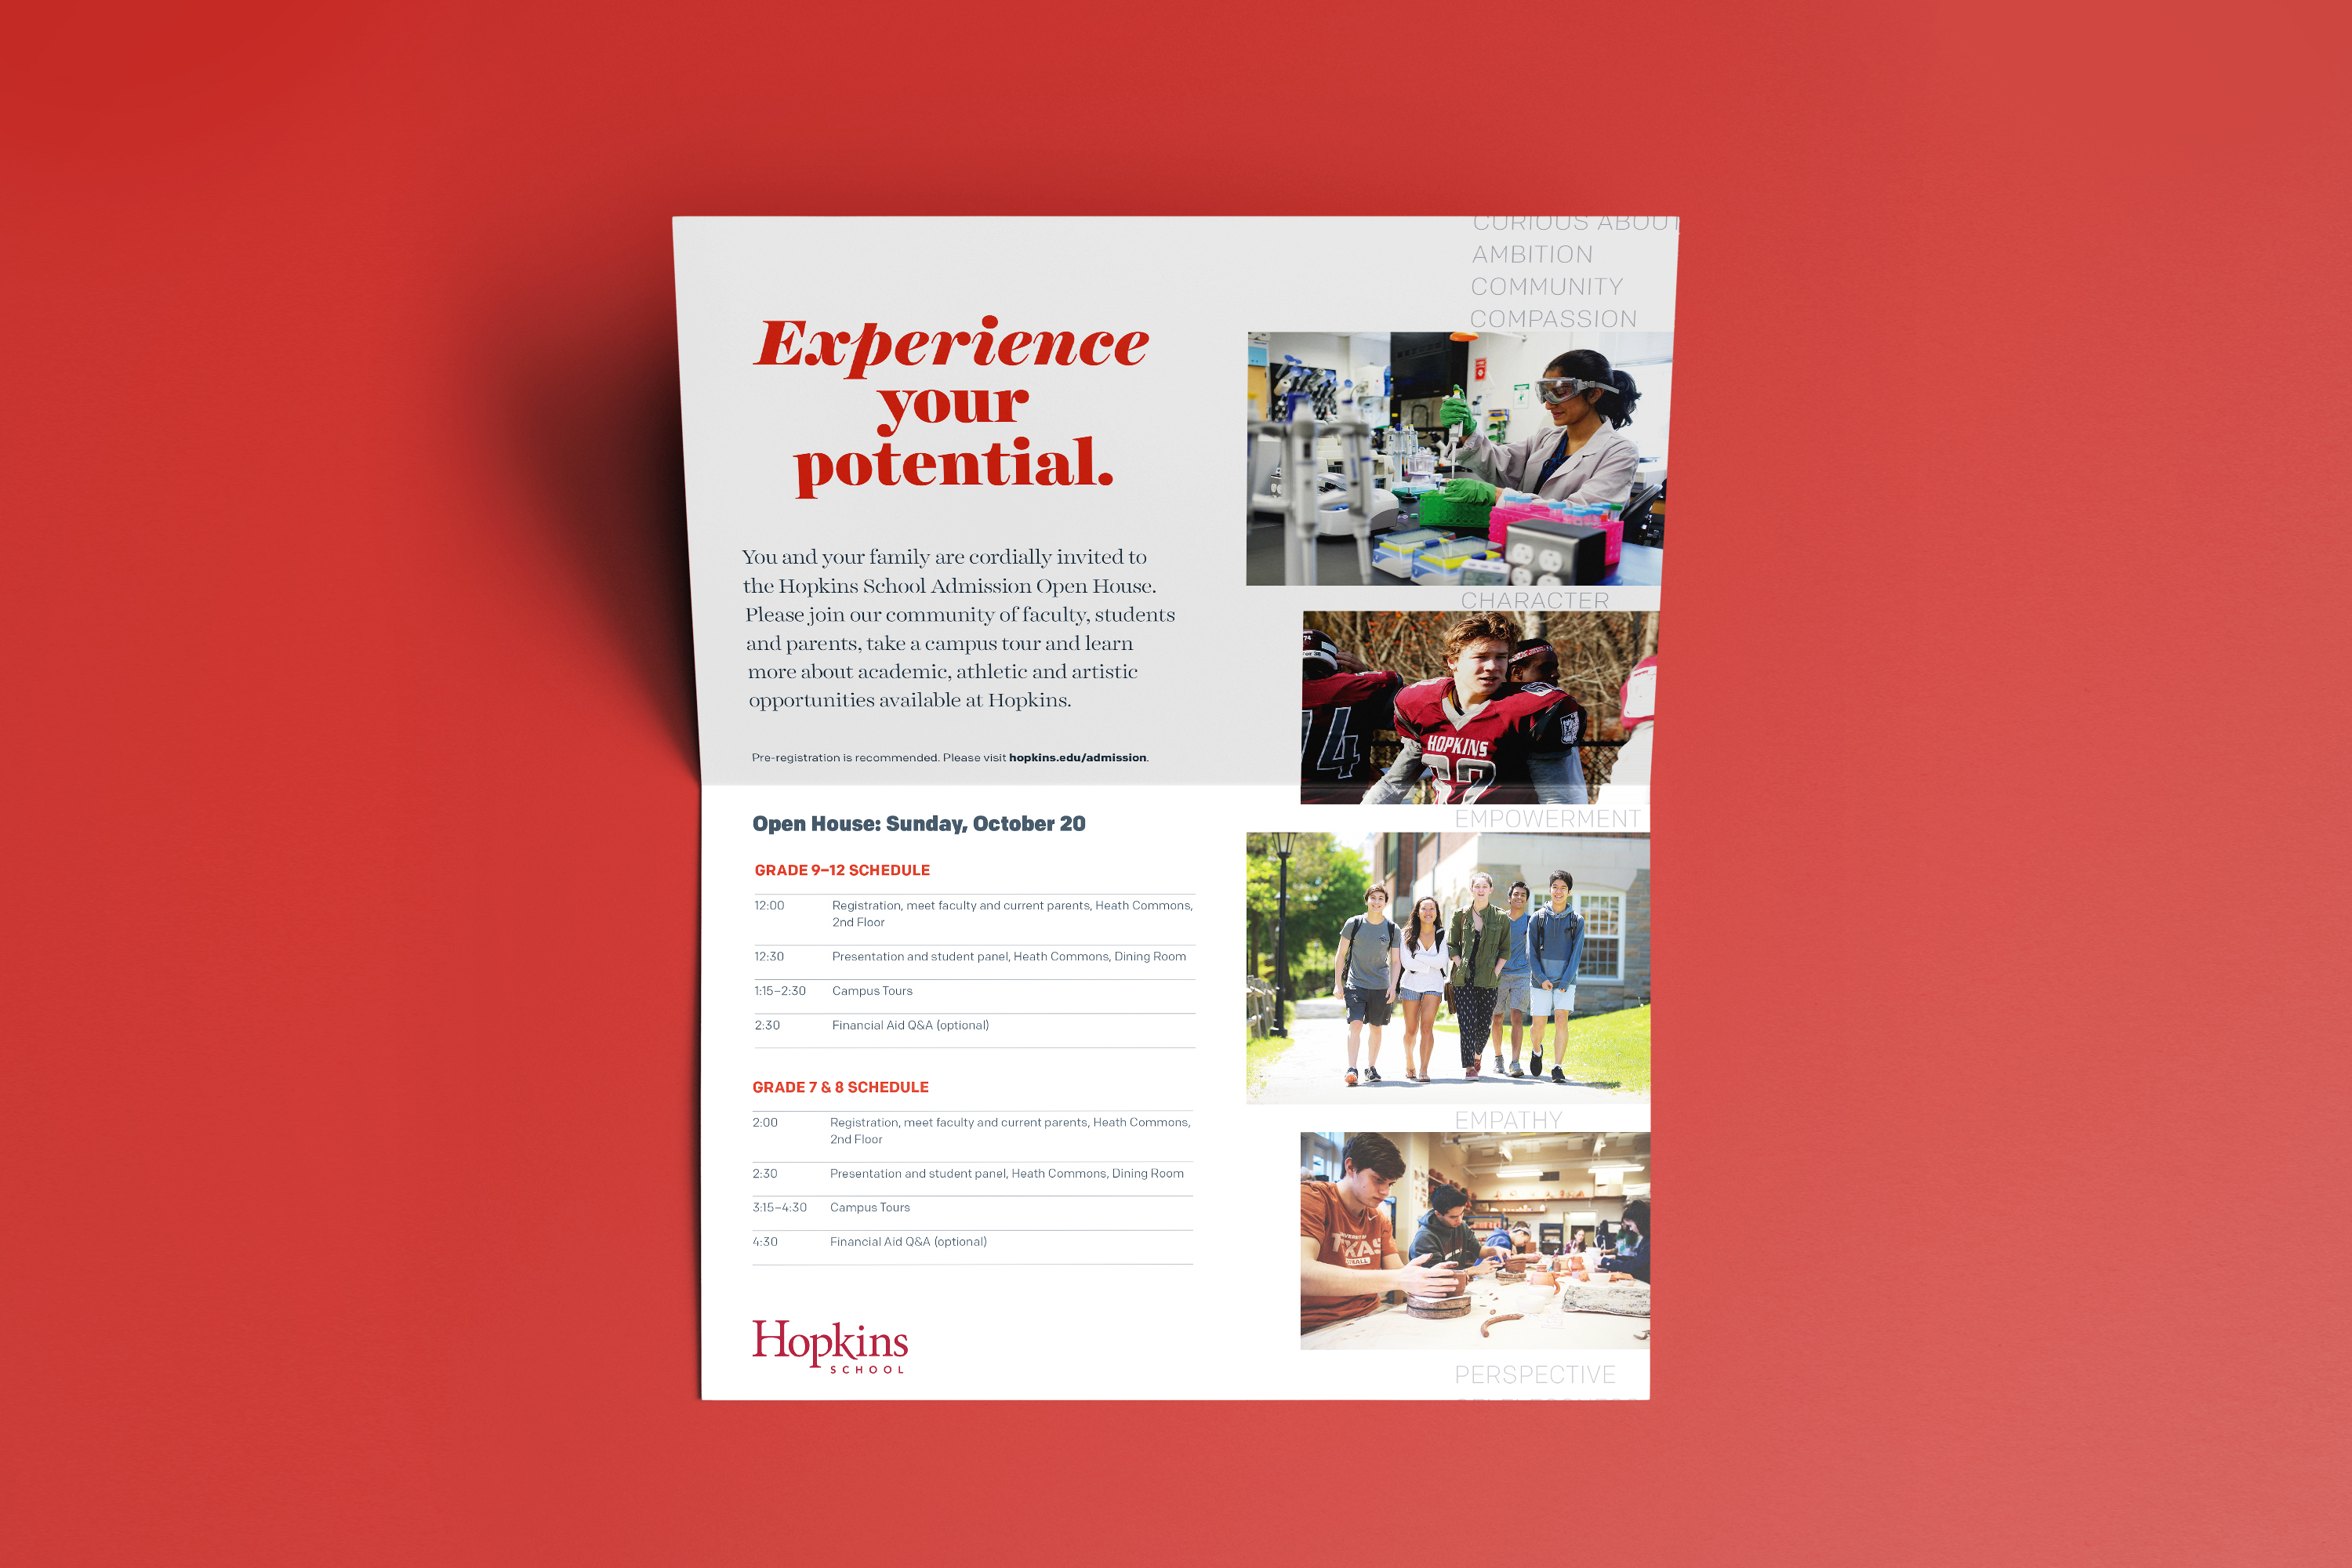 CURIOUS ABOUT
AMBITION
COMMUNITY
COMPASSION
Experience
your
potential.
You and your family are cordially invited to
the Hopkins School Admission Open House.
Please join our community of faculty, students
and parents, take a campus tour and learn
more about academic, athletic and artistic
opportunities available at Hopkins.
Pre-registration is recommended. Please visit hopkins.edu/admission.
CHARACTER
74
14
HOPKINS
EMPOWERMENT
Open House: Sunday, October 20
GRADE 9–12 SCHEDULE
12:00 Registration, meet faculty and current parents, Heath Commons,
2nd Floor
12:30 Presentation and student panel, Heath Commons, Dining Room
1:15–2:30 Campus Tours
2:30 Financial Aid Q&A (optional)
GRADE 7 & 8 SCHEDULE
2:00 Registration, meet faculty and current parents, Heath Commons,
2nd Floor
2:30 Presentation and student panel, Heath Commons, Dining Room
3:15–4:30 Campus Tours
4:30 Financial Aid Q&A (optional)
EMPATHY
TEXAS
PERSPECTIVE
Hopkins
SCHOOL